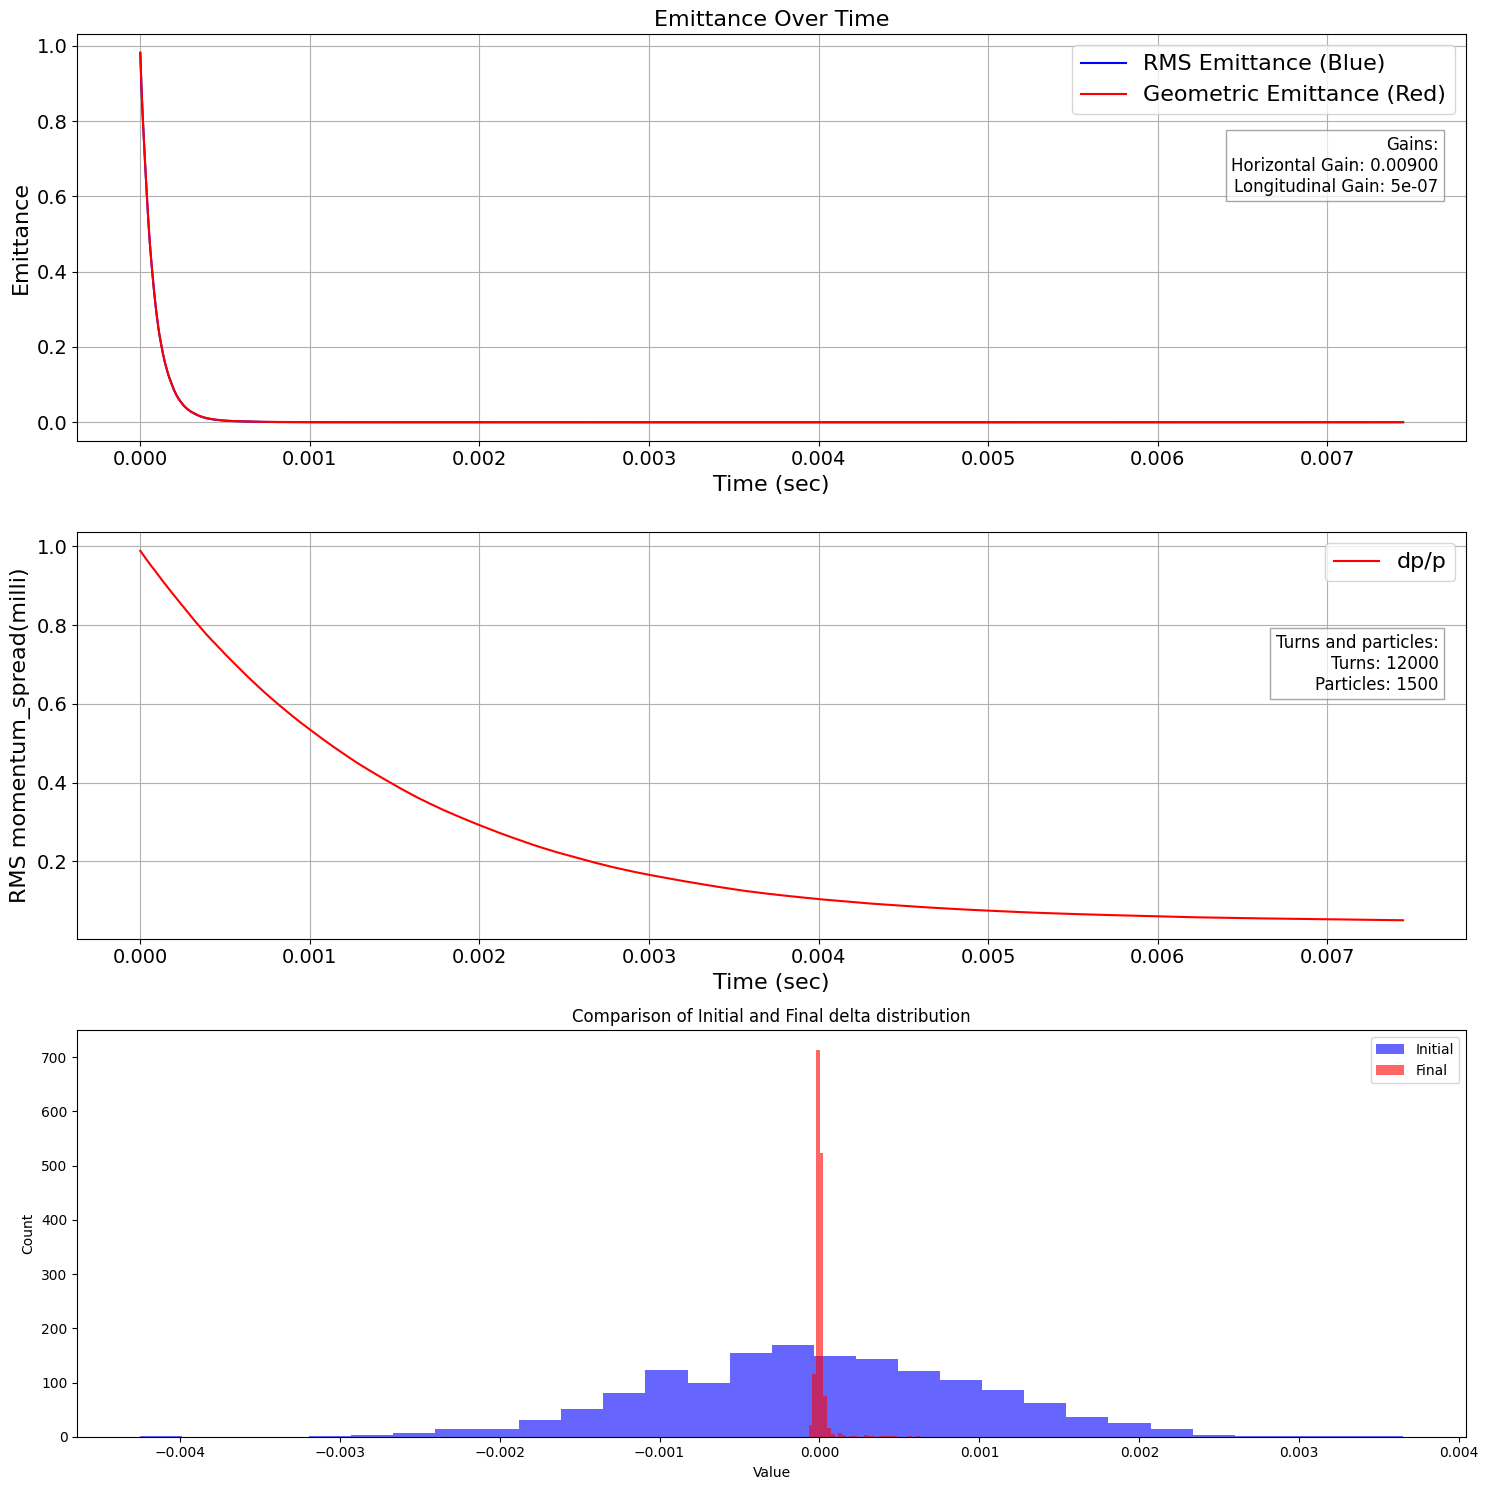 Emittance Over Time
1.0
0.8
0.6
0.4
0.2
0.0
Emittance
RMS Emittance (Blue)
Geometric Emittance (Red)
Gains:
Horizontal Gain: 0.00900
Longitudinal Gain: 5e-07
0.000 0.001 0.002 0.003 0.004 0.005 0.006 0.007
Time (sec)
1.0
0.8
0.6
0.4
0.2
RMS momentum_spread(milli)
dp/p
Turns and particles:
Turns: 12000
Particles: 1500
0.000 0.001 0.002 0.003 0.004 0.005 0.006 0.007
Time (sec)
Comparison of Initial and Final delta distribution
700
600
500
400
300
200
100
0
Count
Initial
Final
−0.004 −0.003 −0.002 −0.001 0.000 0.001 0.002 0.003 0.004
Value